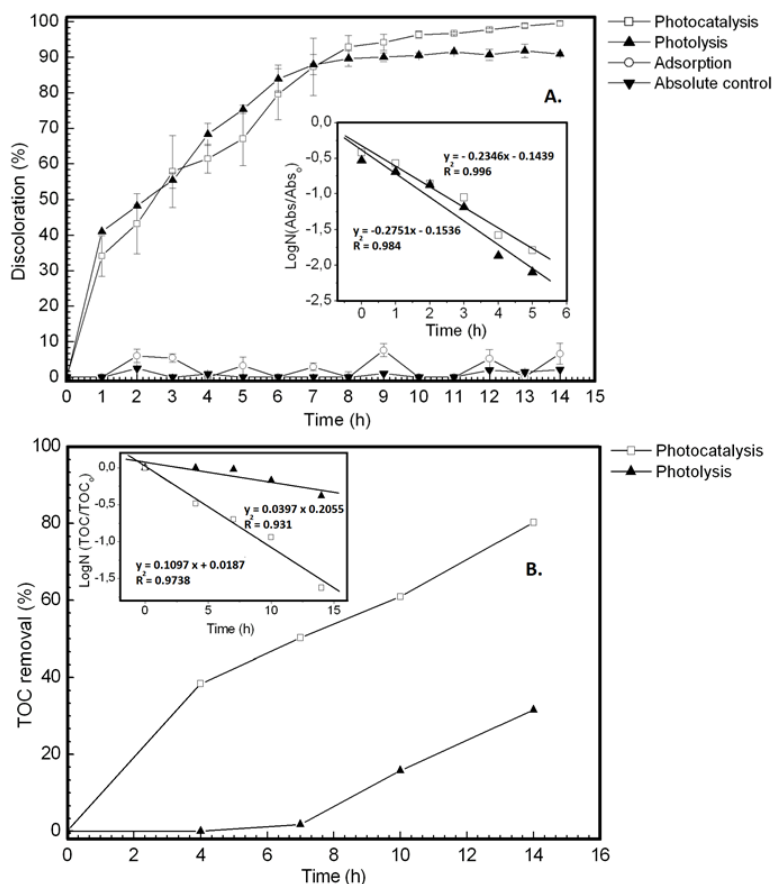 Photocatalysis
Photolysis
Adsorption
Absolute control
Discoloration (%)
100
90
80
70
60
50
40
30
20
10
0
A.
LogN(Abs/Abs₀)
0,0
-0,5
-1,0
-1,5
-2,0
-2,5
y = - 0.2346x - 0.1439
R² = 0.996
y = -0.2751x - 0.1536
R² = 0.984
0 1 2 3 4 5 6
Time (h)
0 1 2 3 4 5 6 7 8 9 10 11 12 13 14 15
Time (h)
Photocatalysis
Photolysis
TOC removal (%)
100
80
60
40
20
0
B.
LogN (TOC/TOC₀)
0,0
-0,5
-1,0
-1,5
y = 0.0397 x 0.2055
R² = 0.931
y = 0.1097 x + 0.0187
R² = 0.9738
0 5 10 15
Time (h)
0 2 4 6 8 10 12 14 16
Time (h)